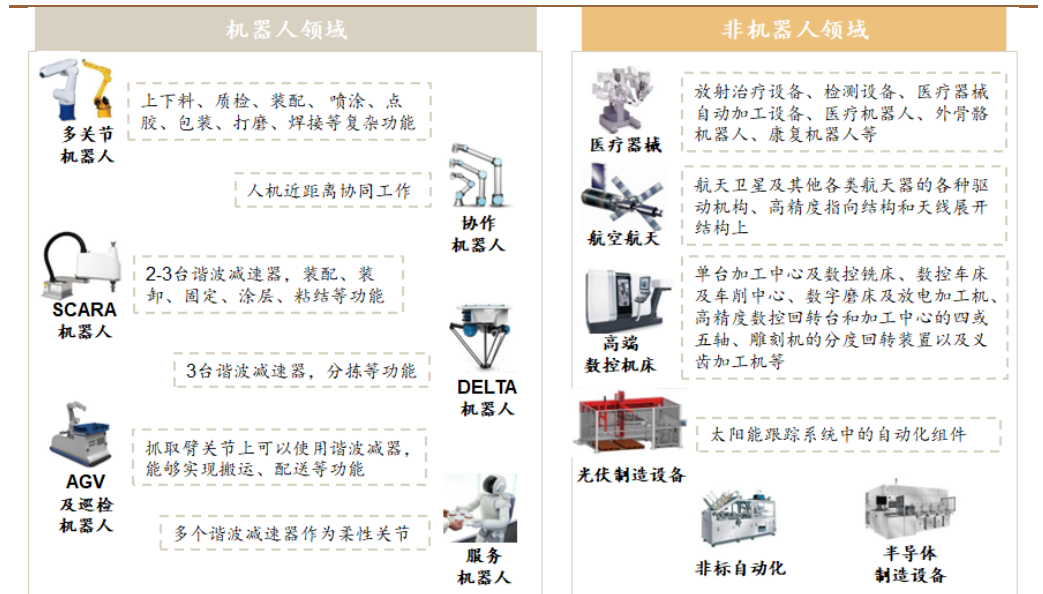 机器人领域
多关节
机器人
上下料、质检、装配、喷涂、点
胶、包装、打磨、焊接等复杂功能
人机近距离协同工作
协作
机器人
SCARA
机器人
2-3台谐波减速器，装配、装
卸、固定、涂层、粘结等功能
3台谐波减速器，分拣等功能
DELTA
机器人
AGV
及巡检
机器人
抓取臂关节上可以使用谐波减器，
能够实现搬运、配送等功能
多个谐波减速器作为柔性关节
服务
机器人
非机器人领域
医疗器械
放射治疗设备、检测设备、医疗器械
自动加工设备、医疗机器人、外骨骼
机器人、康复机器人等
航空航天
航天卫星及其他各类航天器的各种驱
动机构、高精度指向结构和天线展开
结构上
高端
数控机床
单台加工中心及数控铣床、数控车床
及车削中心、数字磨床及放电加工机、
高精度数控回转台和加工中心的四或
五轴、雕刻机的分度回转装置以及义
齿加工机等
光伏制造设备
太阳能跟踪系统中的自动化组件
非标自动化
半导体
制造设备